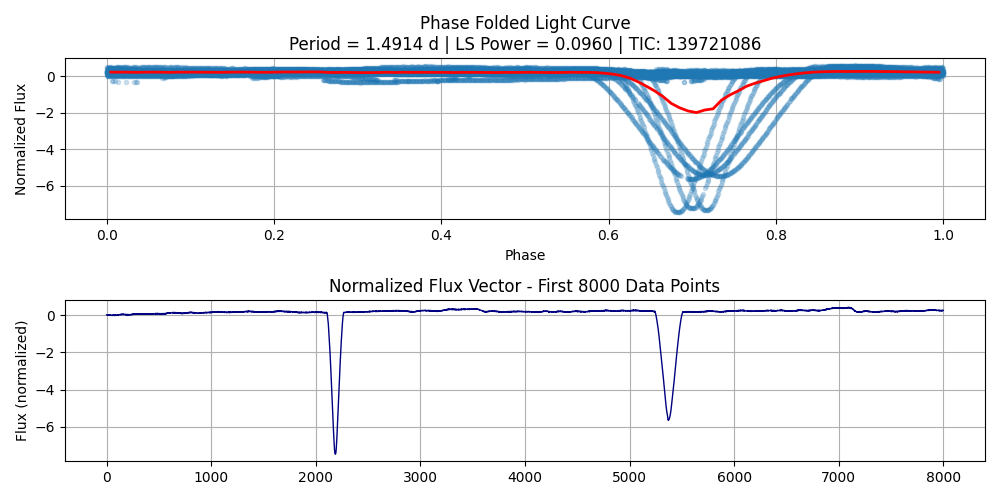 Phase Folded Light Curve
Period = 1.4914 d | LS Power = 0.0960 | TIC: 139721086
Normalized Flux
0
−2
−4
−6
0.0 0.2 0.4 0.6 0.8 1.0
Phase
Normalized Flux Vector - First 8000 Data Points
Flux (normalized)
0
−2
−4
−6
0 1000 2000 3000 4000 5000 6000 7000 8000